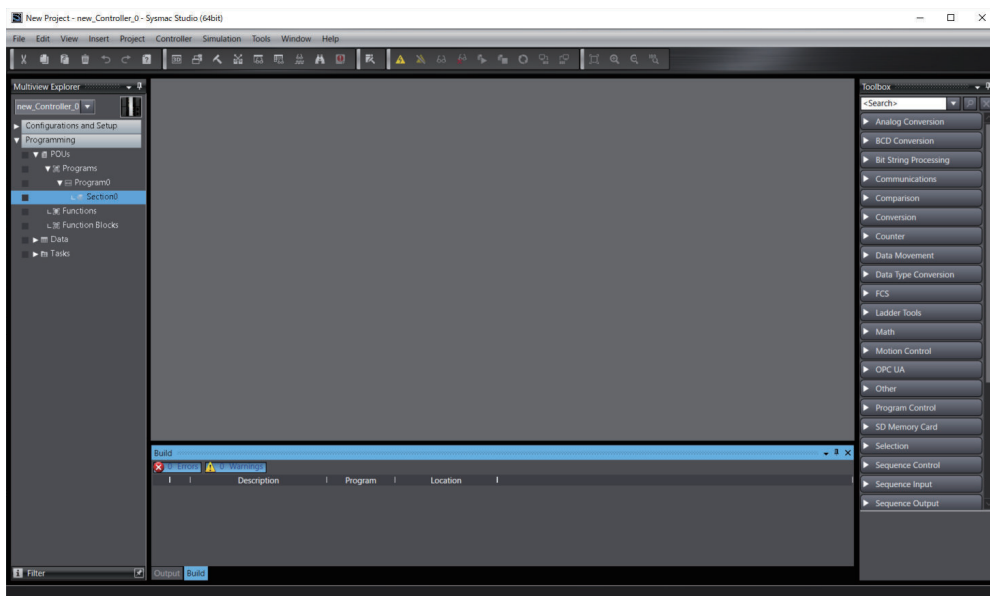 New Project - new_Controller_0 - Sysmac Studio (64bit)
File Edit View Insert Project Controller Simulation Tools Window Help
Multiview Explorer
new_Controller_0
Configurations and Setup
Programming
POUs
Programs
Program0
Section0
Functions
Function Blocks
Data
Tasks
Filter
Build
0 Errors 0 Warnings
Description Program Location
Output Build
Toolbox
<Search>
Analog Conversion
BCD Conversion
Bit String Processing
Communications
Comparison
Conversion
Counter
Data Movement
Data Type Conversion
FCS
Ladder Tools
Math
Motion Control
OPC UA
Other
Program Control
SD Memory Card
Selection
Sequence Control
Sequence Input
Sequence Output